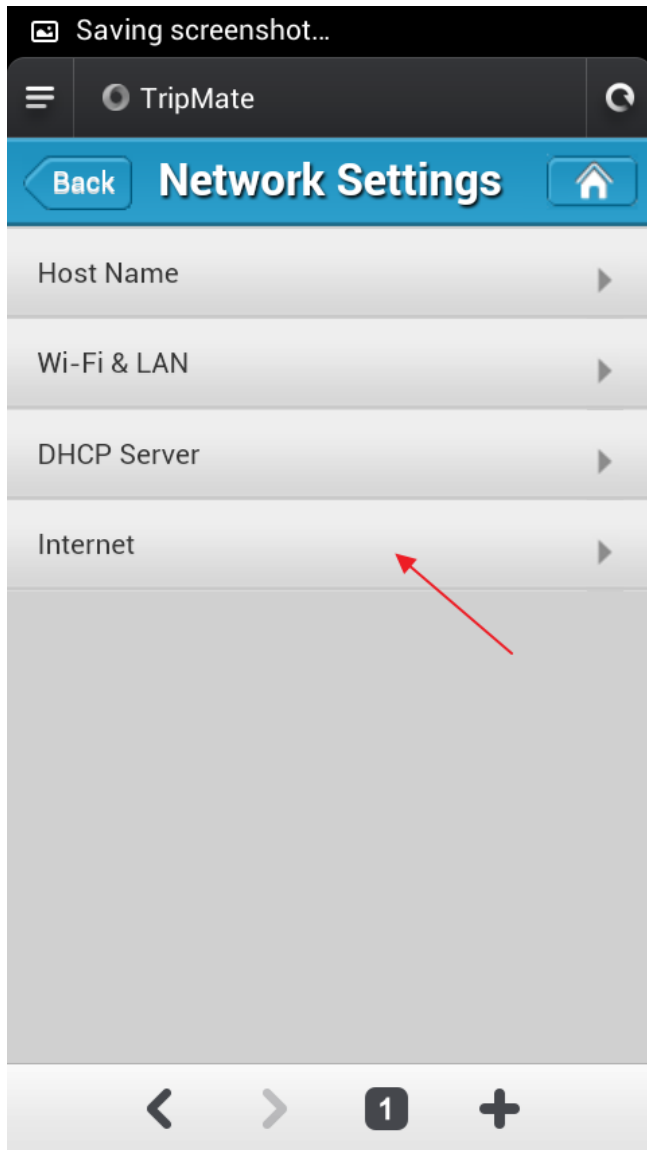 Saving screenshot...
TripMate
Back Network Settings
Host Name
Wi-Fi & LAN
DHCP Server
Internet
1